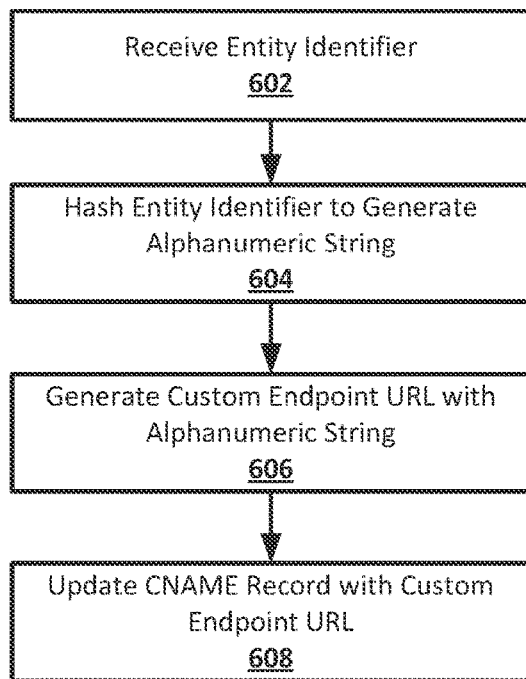 Receive Entity Identifier
602
Hash Entity Identifier to Generate
Alphanumeric String
604
Generate Custom Endpoint URL with
Alphanumeric String
606
Update CNAME Record with Custom
Endpoint URL
608